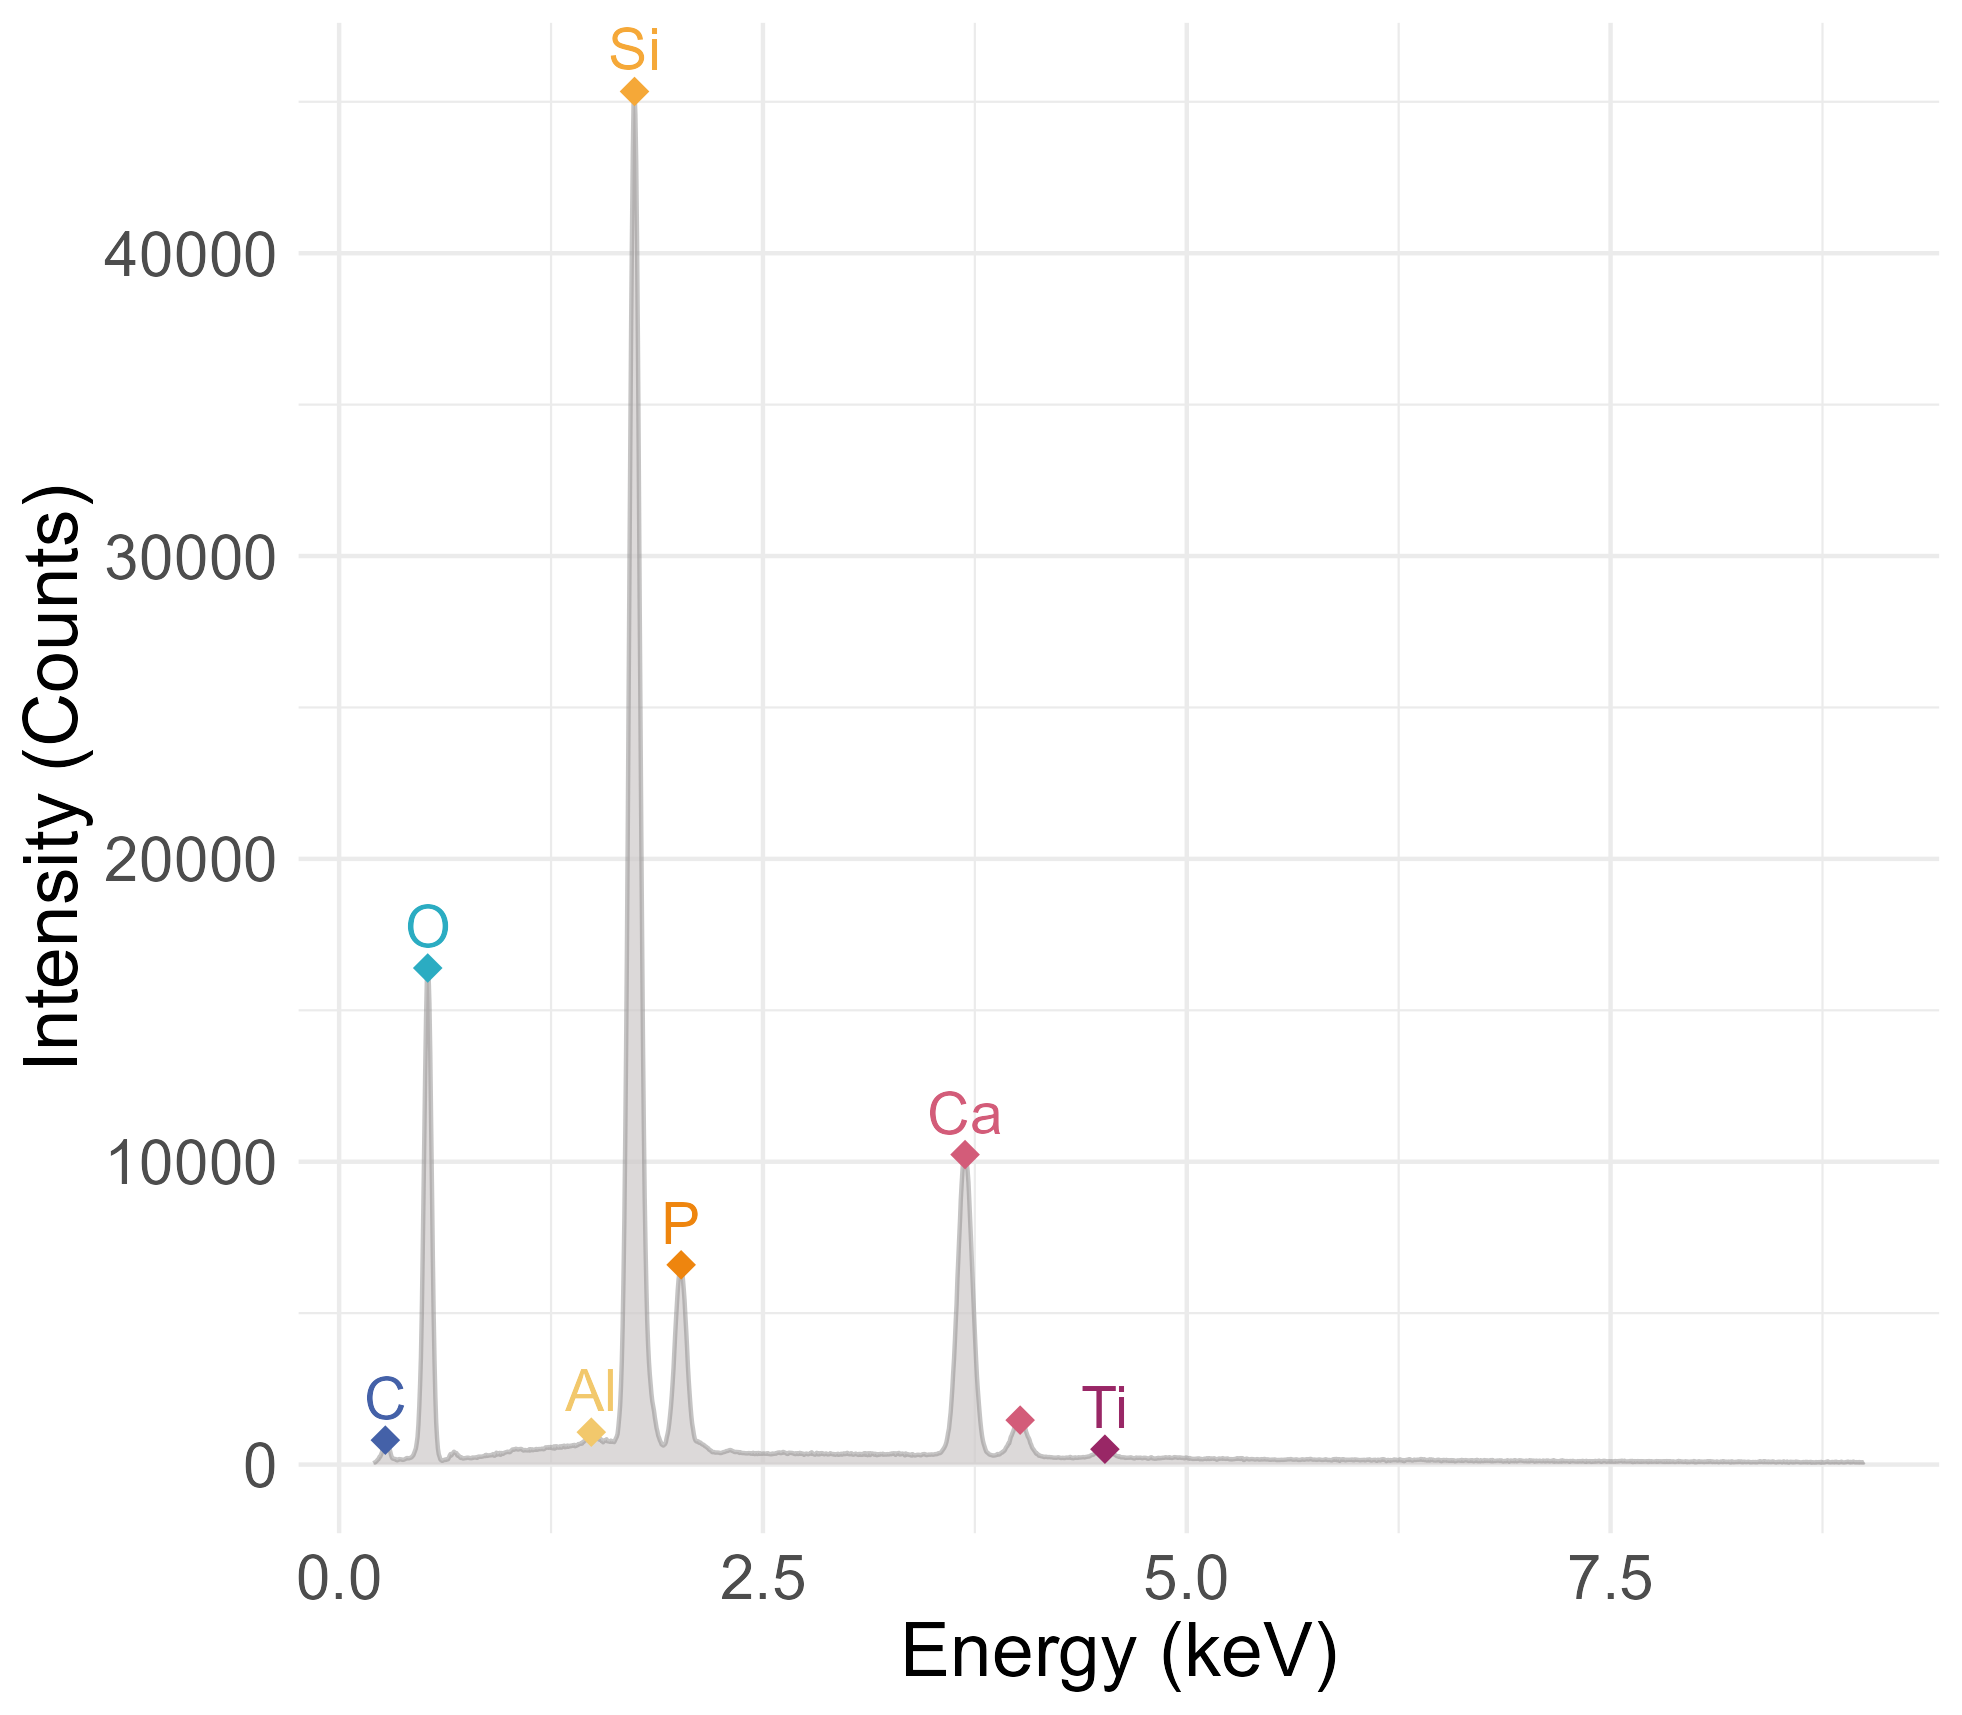 Si
40000
30000
20000
O
Ca
10000
P
Al
C
Ti
0
0.0
2.5
5.0
7.5
Energy (keV)
Intensity (Counts)